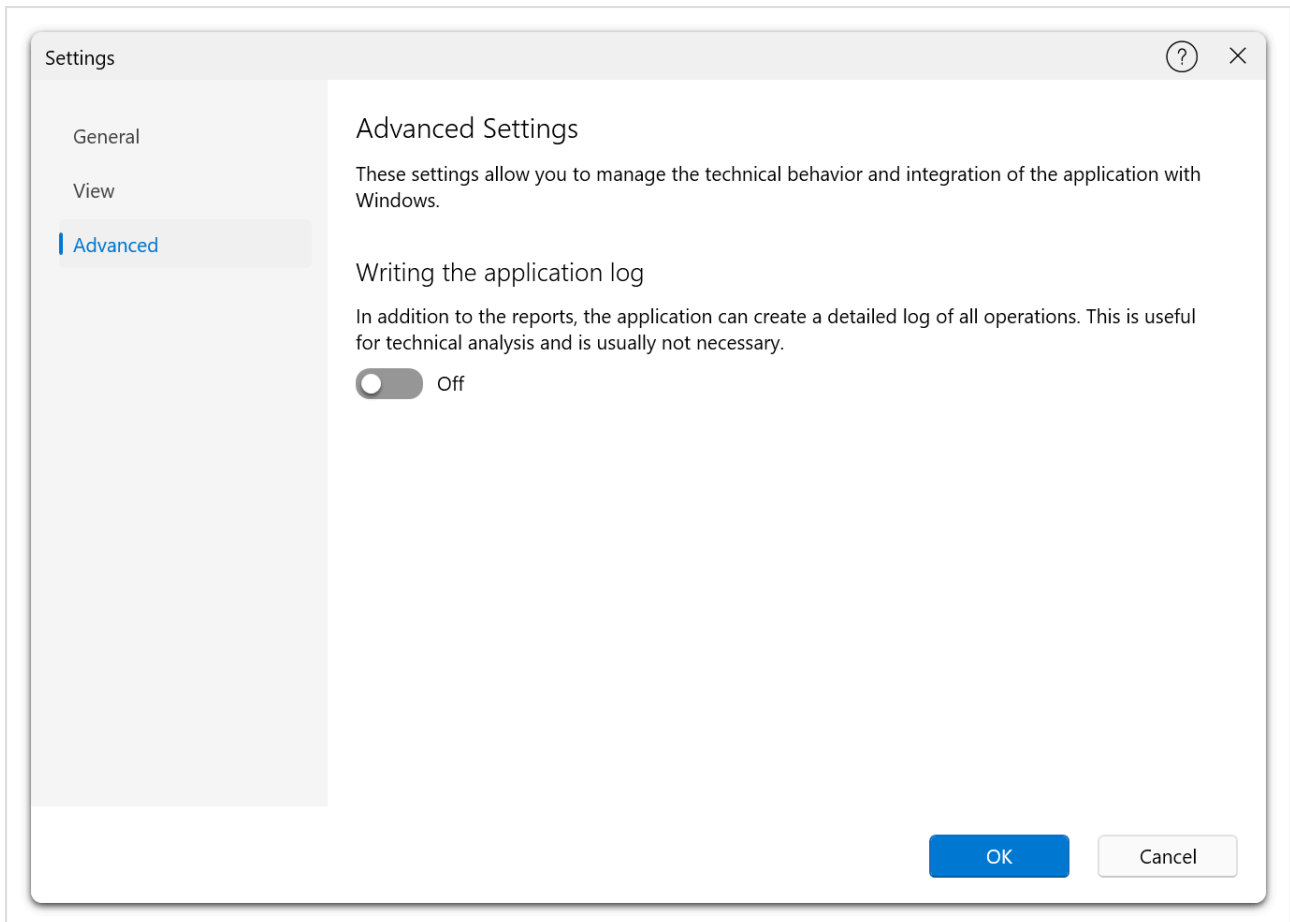 Settings
?
General
View
Advanced
Advanced Settings
These settings allow you to manage the technical behavior and integration of the application with
Windows.
Writing the application log
In addition to the reports, the application can create a detailed log of all operations. This is useful
for technical analysis and is usually not necessary.
Off
OK
Cancel